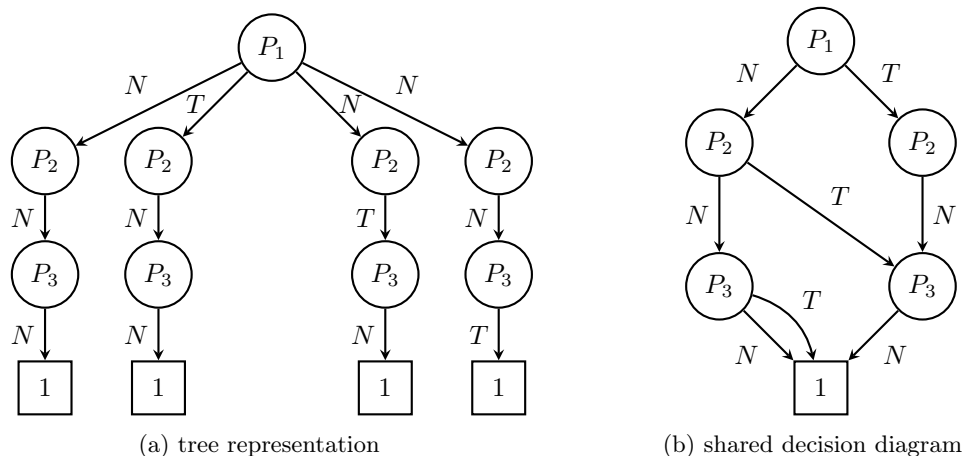 P₁
N T N N
P₂ P₂ P₂ P₂
N N T N
P₃ P₃ P₃ P₃
N N N T
1 1 1 1
(a) tree representation
P₁
N T
P₂ P₂
N T N
P₃ P₃
N T N
1
(b) shared decision diagram